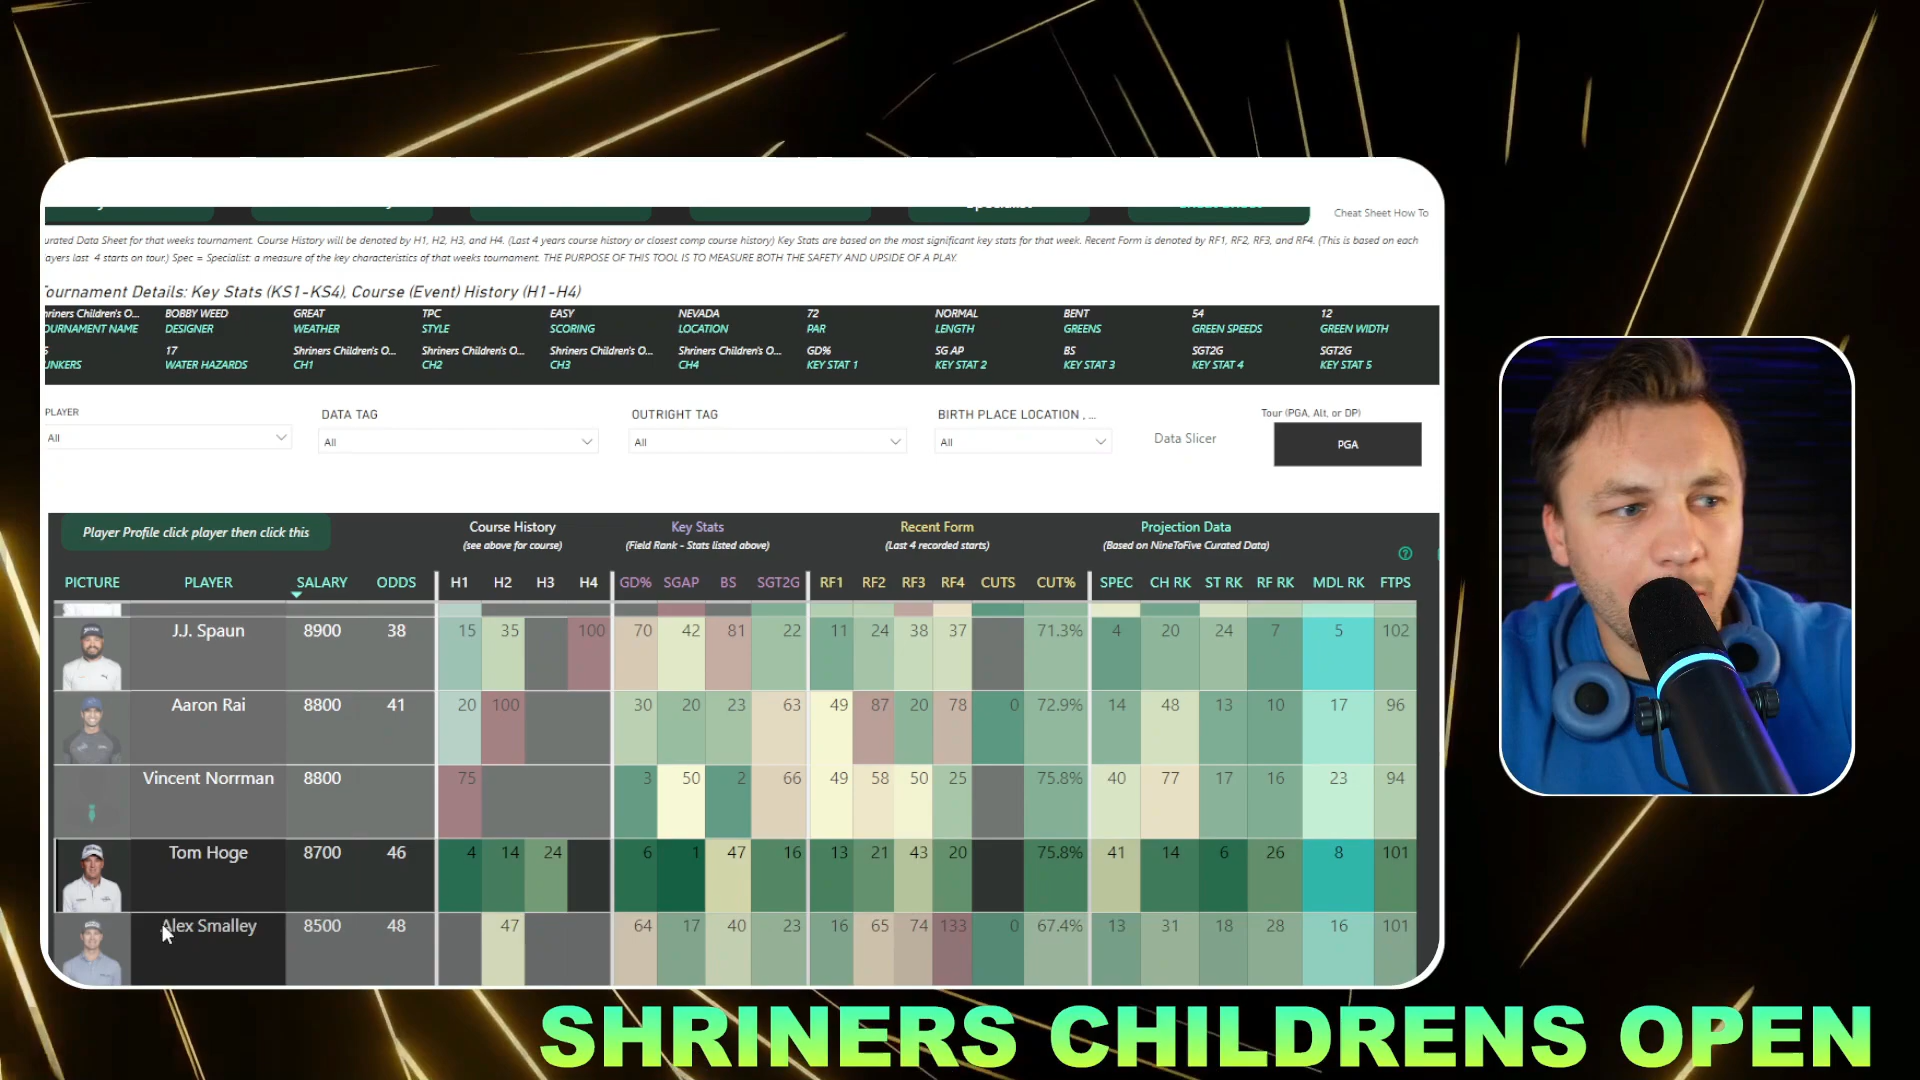 Cheat Sheet How To
urated Data Sheet for that weeks tournament. Course History will be denoted by H1, H2, H3, and H4. (Last 4 years course history or closest comp course history) Key Stats are based on the most significant key stats for that week. Recent Form is denoted by RF1, RF2, RF3, and RF4. (This is based on each
ayers last 4 starts on tour.) Spec = Specialist: a measure of the key characteristics of that weeks tournament. THE PURPOSE OF THIS TOOL IS TO MEASURE BOTH THE SAFETY AND UPSIDE OF A PLAY.
Tournament Details: Key Stats (KS1-KS4), Course (Event) History (H1-H4)
hriners Children's O... BOBBY WEED GREAT TPC EASY NEVADA 72 NORMAL BENT 54 12
OURNAMENT NAME DESIGNER WEATHER STYLE SCORING LOCATION PAR LENGTH GREENS GREEN SPEEDS GREEN WIDTH
17 Shriners Children's O... Shriners Children's O... Shriners Children's O... Shriners Children's O... GD% SG AP BS SGT2G SGT2G
UNKERS WATER HAZARDS CH1 CH2 CH3 CH4 KEY STAT 1 KEY STAT 2 KEY STAT 3 KEY STAT 4 KEY STAT 5
PLAYER DATA TAG OUTRIGHT TAG BIRTH PLACE LOCATION , ... Tour (PGA, Alt, or DP)
All All All All Data Slicer PGA
Player Profile click player then click this Course History Key Stats Recent Form Projection Data
(see above for course) (Field Rank - Stats listed above) (Last 4 recorded starts) (Based on NineToFive Curated Data)
PICTURE PLAYER SALARY ODDS H1 H2 H3 H4 GD% SGAP BS SGT2G RF1 RF2 RF3 RF4 CUTS CUT% SPEC CH RK ST RK RF RK MDL RK FTPS
J.J. Spaun 8900 38 15 35 100 70 42 81 22 11 24 38 37 71.3% 4 20 24 7 5 102
Aaron Rai 8800 41 20 100 30 20 23 63 49 87 20 78 0 72.9% 14 48 13 10 17 96
Vincent Norrman 8800 75 3 50 2 66 49 58 50 25 75.8% 40 77 17 16 23 94
Tom Hoge 8700 46 4 14 24 6 1 47 16 13 21 43 20 75.8% 41 14 6 26 8 101
Alex Smalley 8500 48 47 64 17 40 23 16 65 74 133 0 67.4% 13 31 18 28 16 101
SHRINERS CHILDRENS OPEN